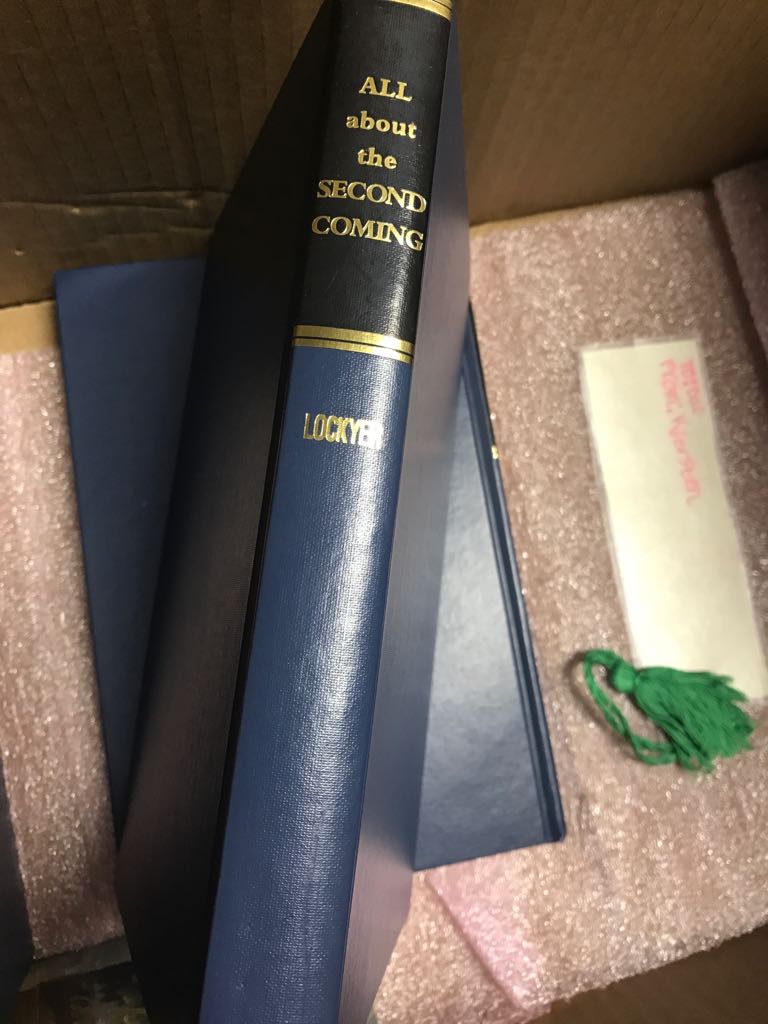 ALL
about
the
SECOND
COMING
LOCKYER